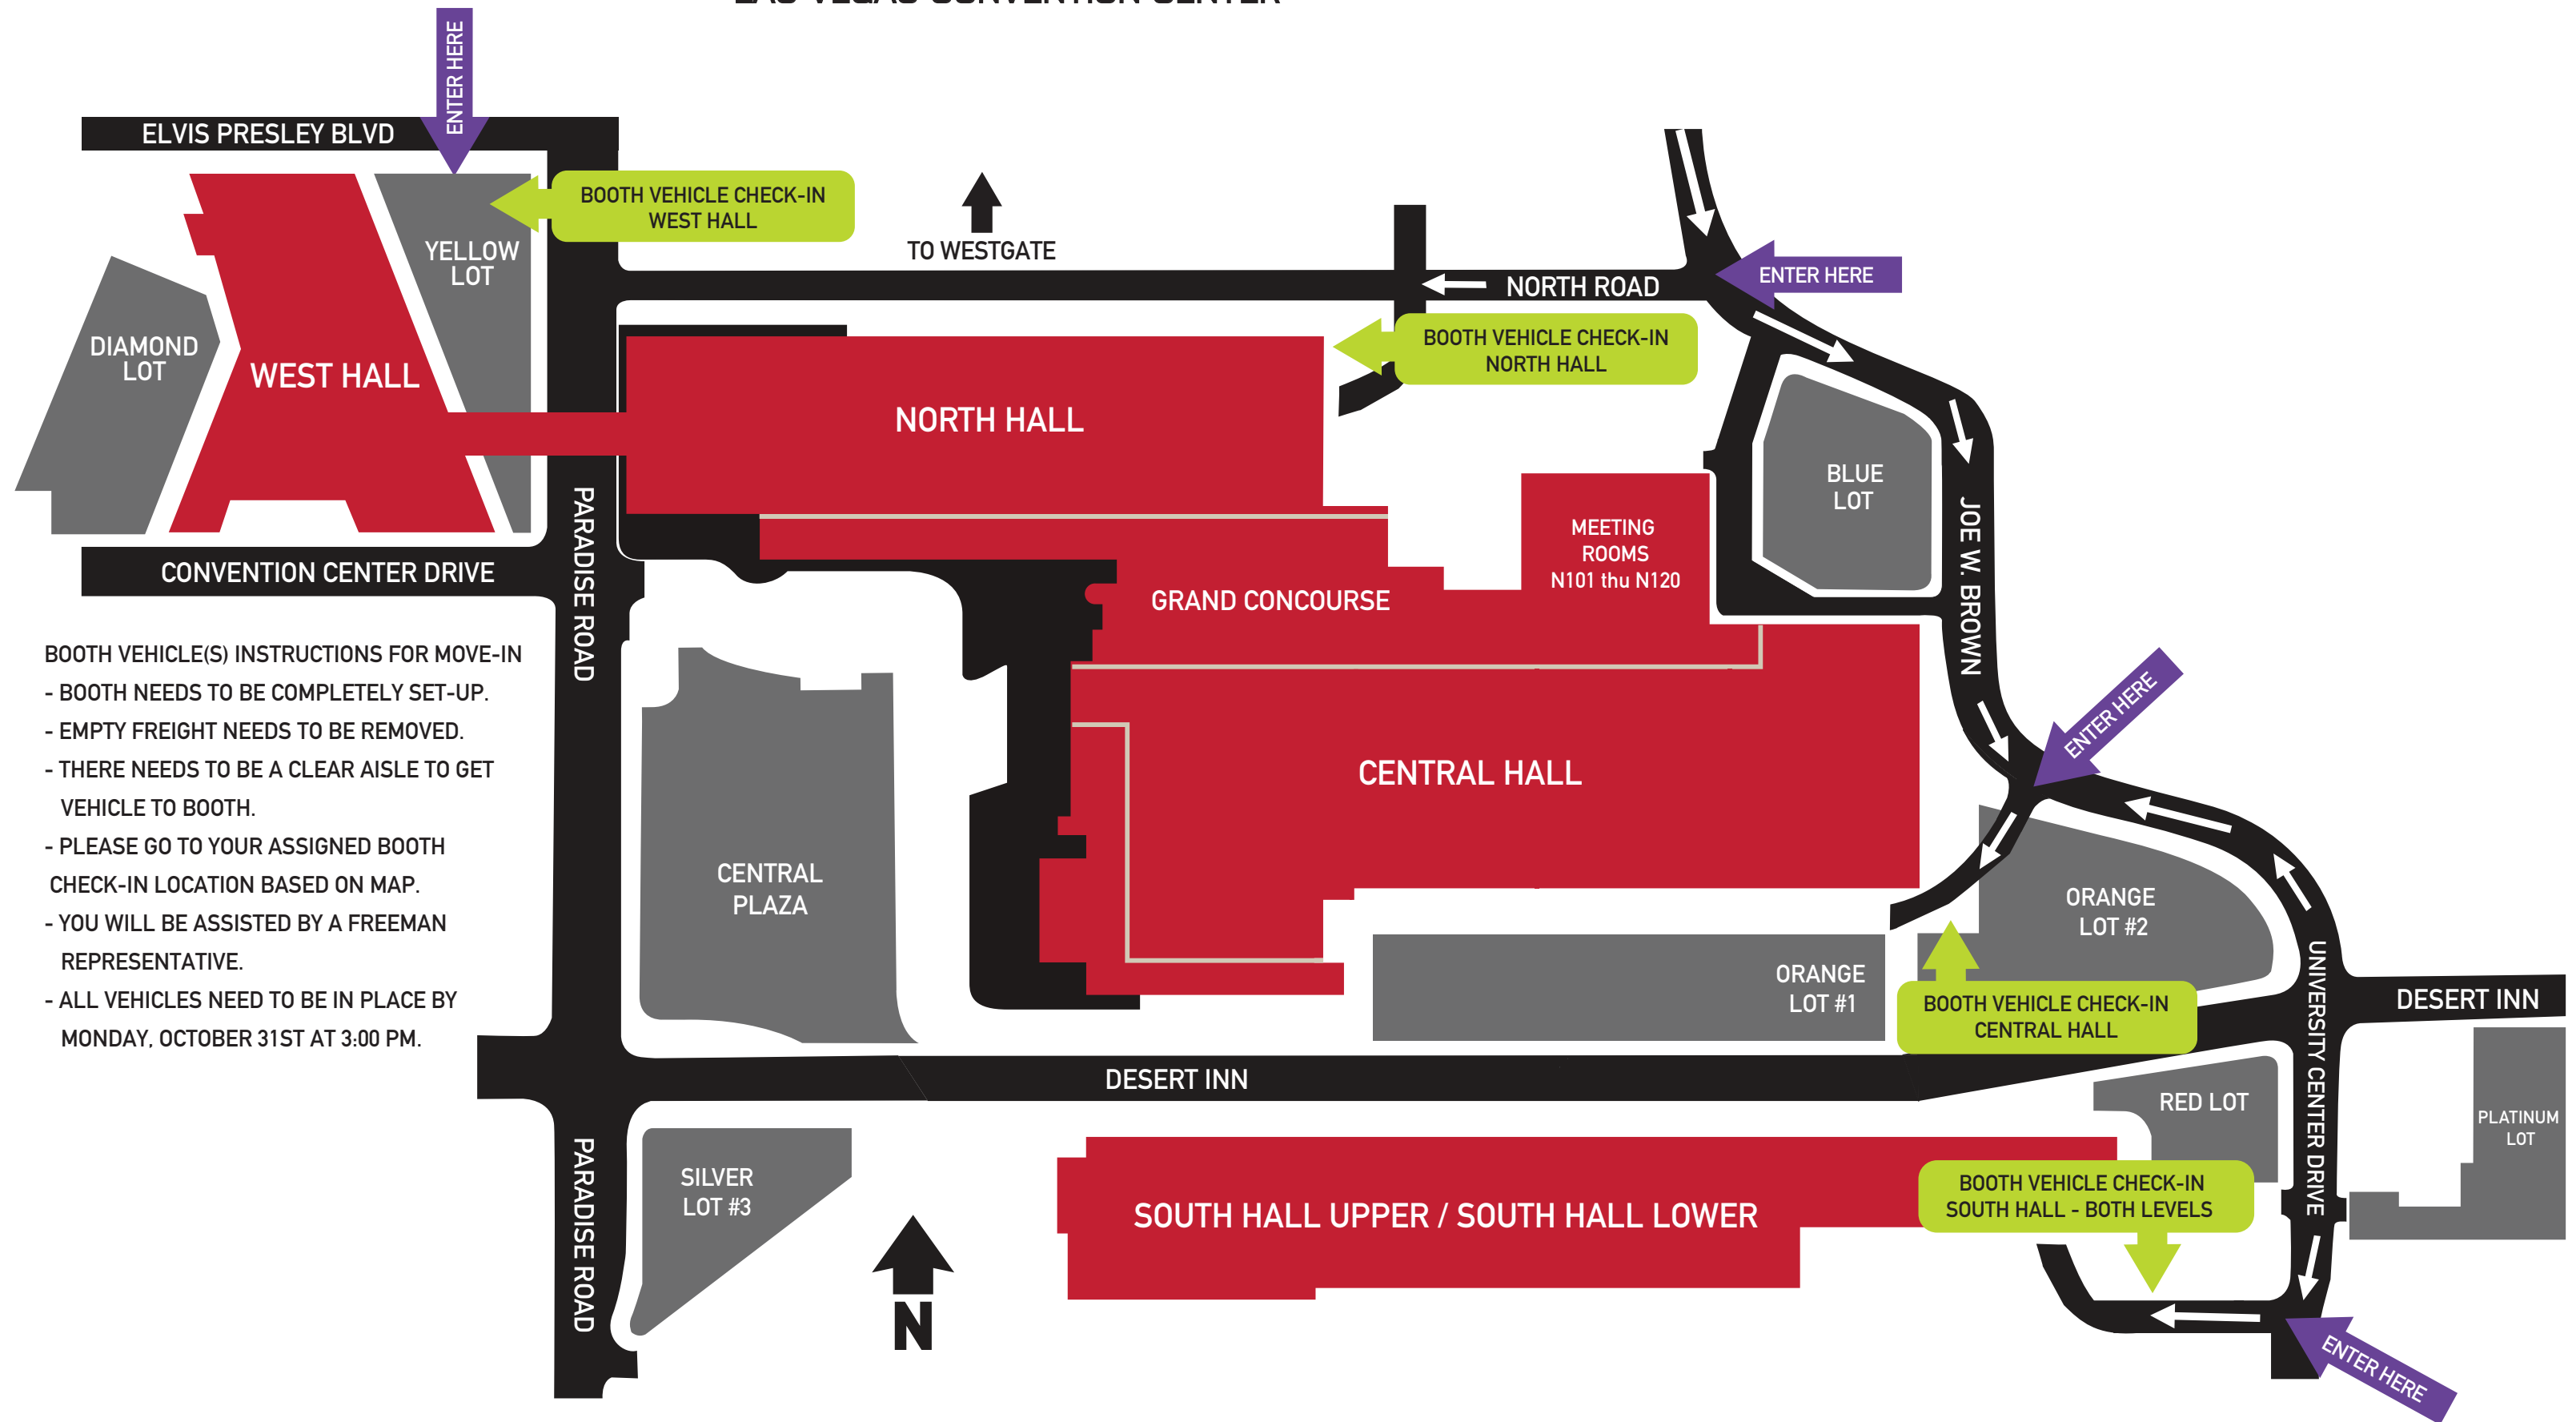 LAS VEGAS CONVENTION CENTER
ENTER HERE
ELVIS PRESLEY BLVD
BOOTH VEHICLE CHECK-IN
WEST HALL
TO WESTGATE
YELLOW
LOT
NORTH ROAD
ENTER HERE
DIAMOND
LOT
WEST HALL
BOOTH VEHICLE CHECK-IN
NORTH HALL
NORTH HALL
BLUE
LOT
MEETING
ROOMS
N101 thu N120
JOE W. BROWN
CONVENTION CENTER DRIVE
PARADISE ROAD
GRAND CONCOURSE
ENTER HERE
BOOTH VEHICLE(S) INSTRUCTIONS FOR MOVE-IN
- BOOTH NEEDS TO BE COMPLETELY SET-UP.
- EMPTY FREIGHT NEEDS TO BE REMOVED.
- THERE NEEDS TO BE A CLEAR AISLE TO GET
VEHICLE TO BOOTH.
- PLEASE GO TO YOUR ASSIGNED BOOTH
CHECK-IN LOCATION BASED ON MAP.
- YOU WILL BE ASSISTED BY A FREEMAN
REPRESENTATIVE.
- ALL VEHICLES NEED TO BE IN PLACE BY
MONDAY, OCTOBER 31ST AT 3:00 PM.
CENTRAL HALL
CENTRAL
PLAZA
ORANGE
LOT #2
ORANGE
LOT #1
BOOTH VEHICLE CHECK-IN
CENTRAL HALL
UNIVERSITY CENTER DRIVE
DESERT INN
DESERT INN
RED LOT
PLATINUM
LOT
PARADISE ROAD
SILVER
LOT #3
SOUTH HALL UPPER / SOUTH HALL LOWER
BOOTH VEHICLE CHECK-IN
SOUTH HALL - BOTH LEVELS
N
ENTER HERE